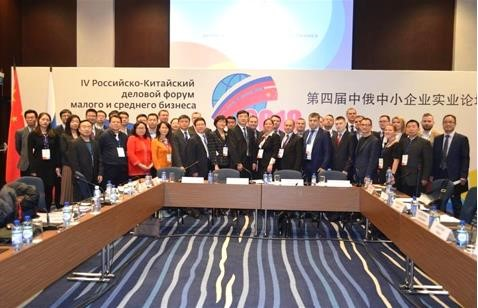 IV Российско-Китайский
деловой форум
малого и среднего бизнеса
2018
第四届中俄中小企业实业论坛